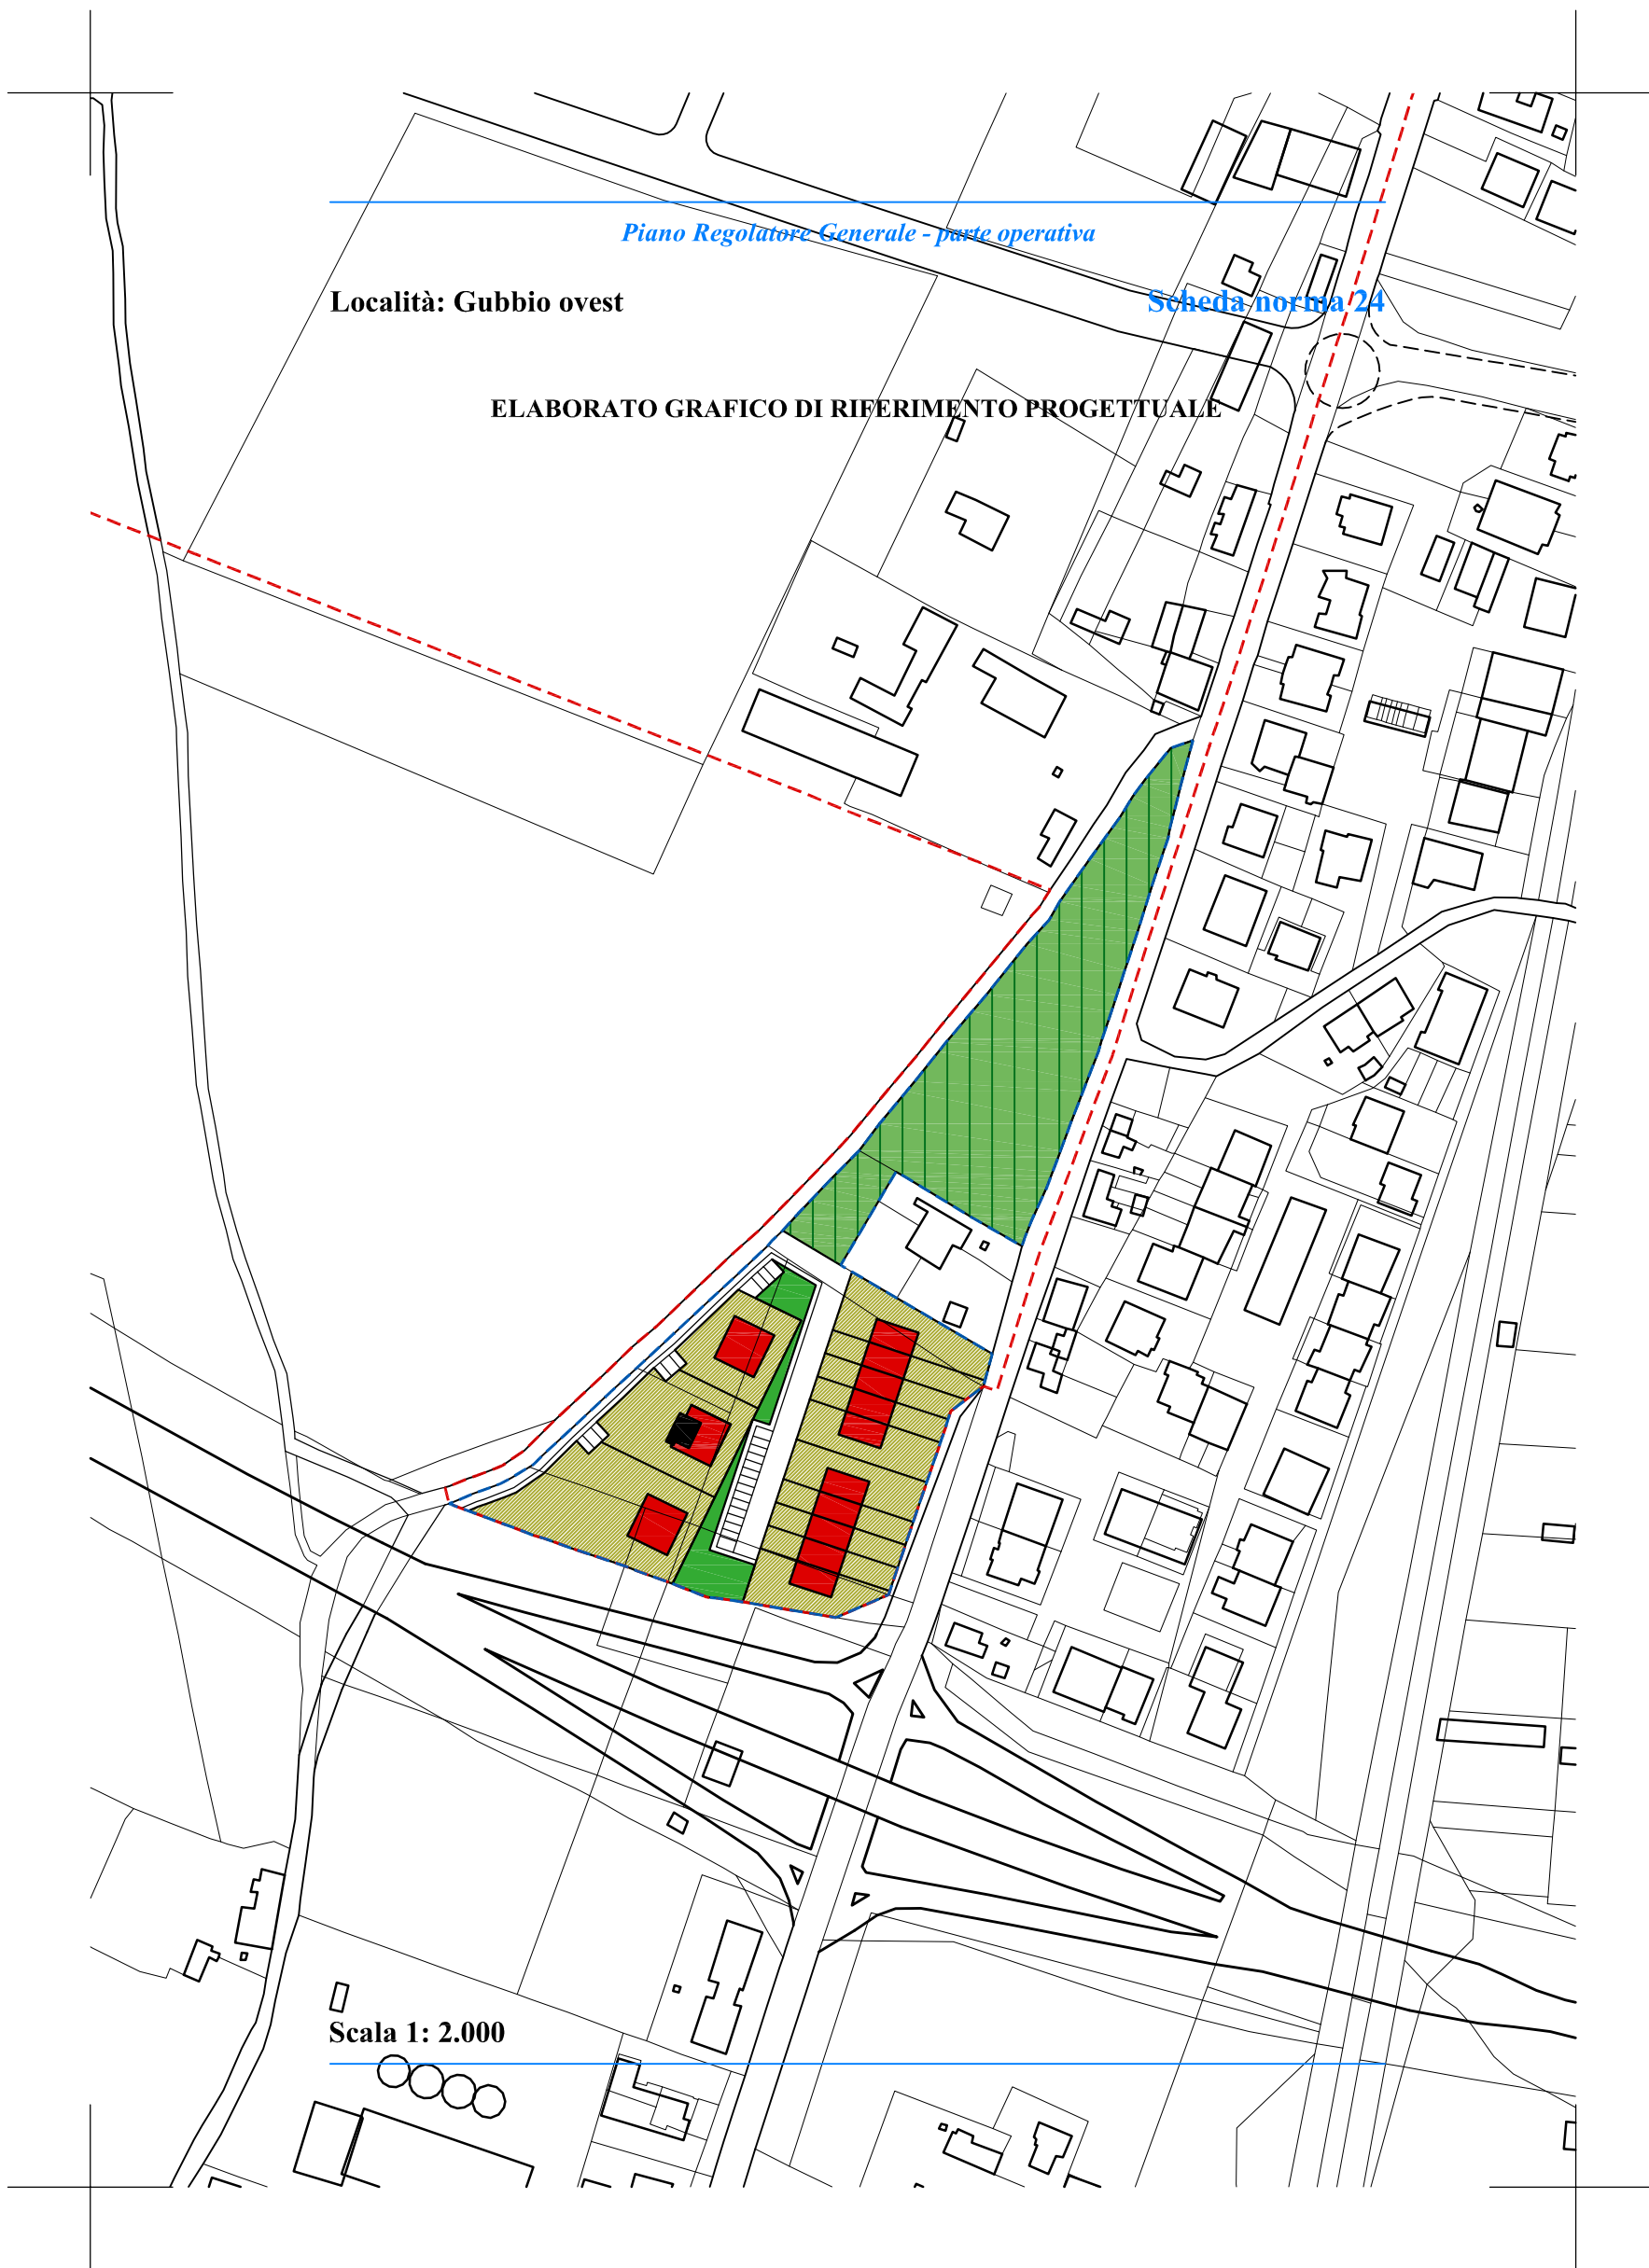 Piano Regolatore Generale - parte operativa
Località: Gubbio ovest Scheda norma 24
ELABORATO GRAFICO DI RIFERIMENTO PROGETTUALE
Scala 1: 2.000